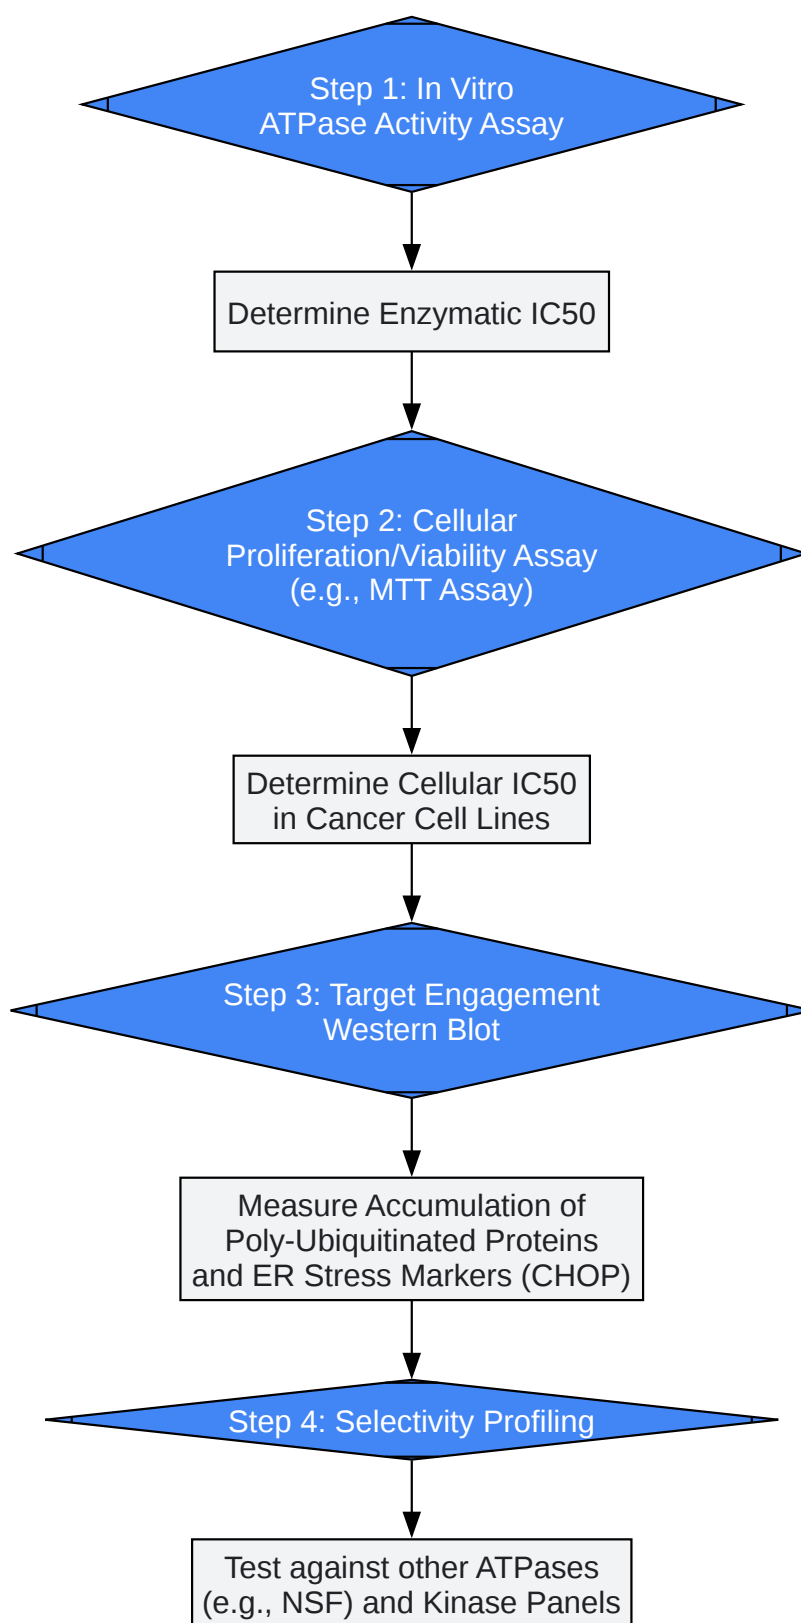 Step 1: In Vitro
ATPase Activity Assay
Determine Enzymatic IC50
Step 2: Cellular
Proliferation/Viability Assay
(e.g., MTT Assay)
Determine Cellular IC50
in Cancer Cell Lines
Step 3: Target Engagement
Western Blot
Measure Accumulation of
Poly-Ubiquitinated Proteins
and ER Stress Markers (CHOP)
Step 4: Selectivity Profiling
Test against other ATPases
(e.g., NSF) and Kinase Panels